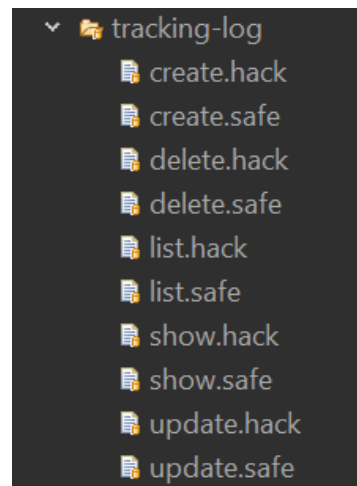 tracking-log
create.hack
create.safe
delete.hack
delete.safe
list.hack
list.safe
show.hack
show.safe
update.hack
update.safe